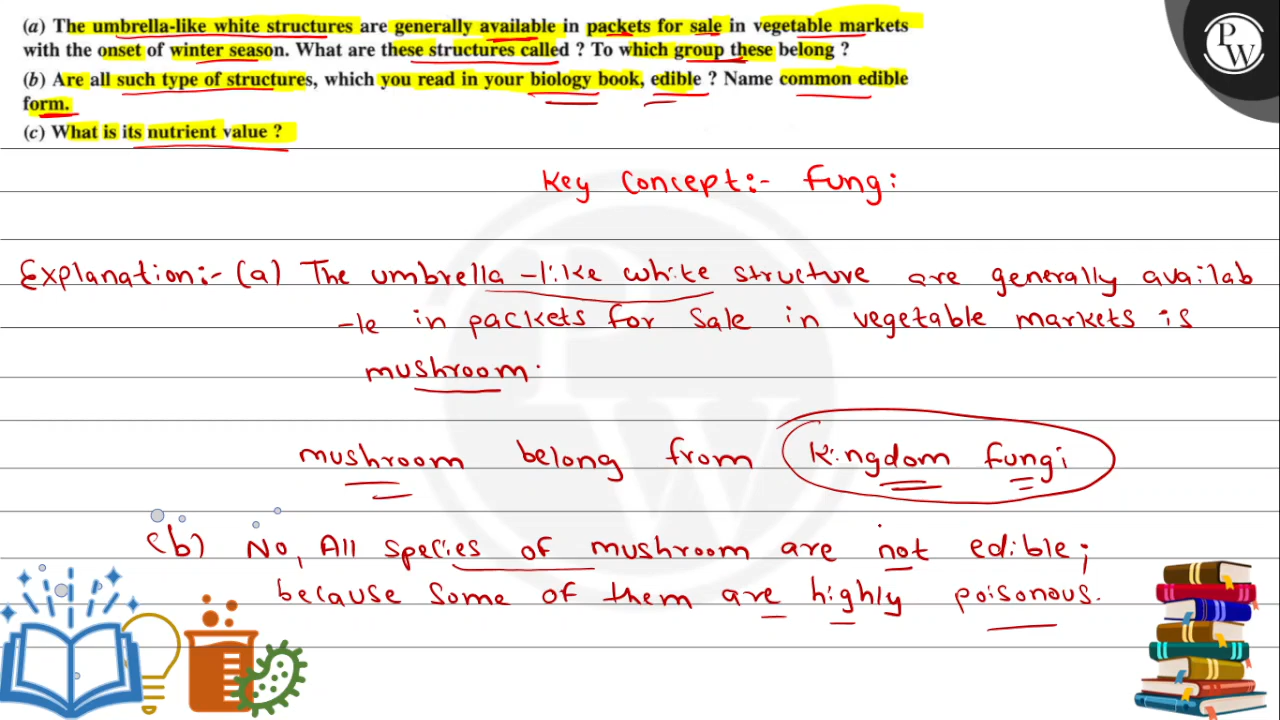 (a) The umbrella-like white structures are generally available in packets for sale in vegetable markets
with the onset of winter season. What are these structures called ? To which group these belong ?
(b) Are all such type of structures, which you read in your biology book, edible ? Name common edible
form.
(c) What is its nutrient value ?
PW
Key Concept:- Fungi
Explanation:- (a) The umbrella -like white structure are generally availab
-le in packets for Sale in vegetable markets is
mushroom.
mushroom belong from kingdom fungi
(b) No, All species of mushroom are not edible;
because some of them are highly poisonous.